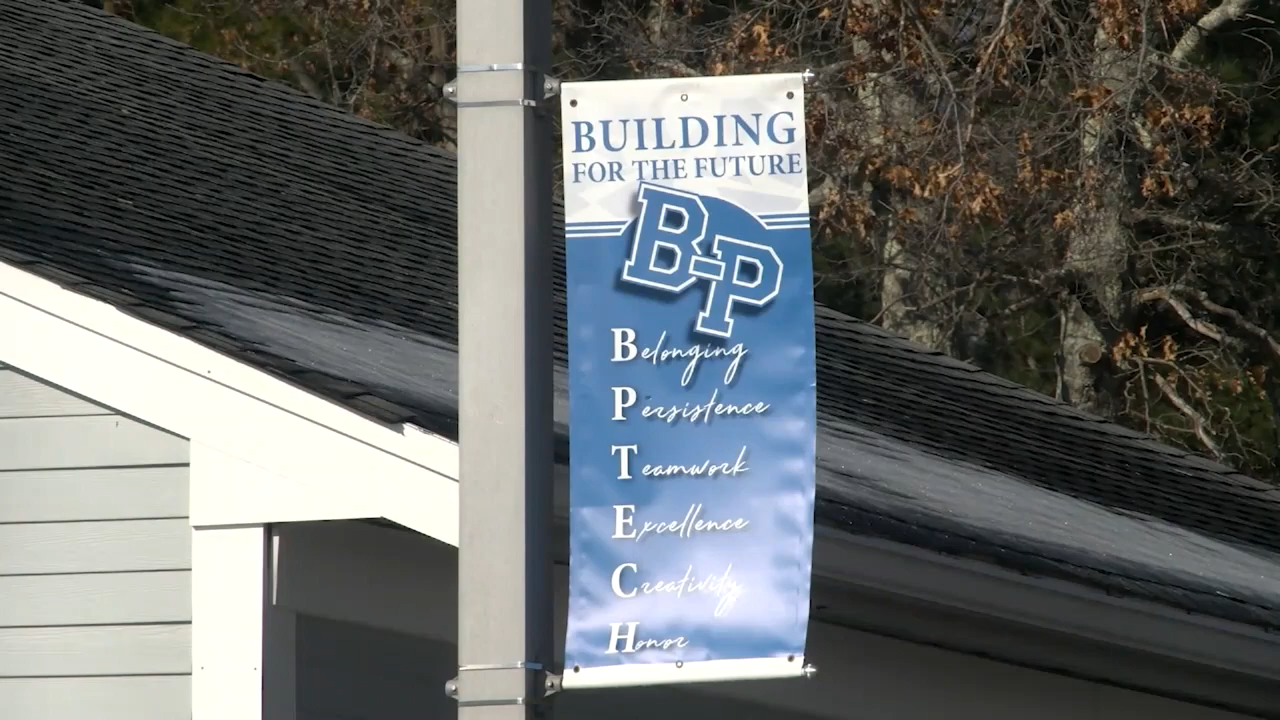 BUILDING
FOR THE FUTURE
B-P
Belonging
Persistence
Teamwork
Excellence
Creativity
Honor